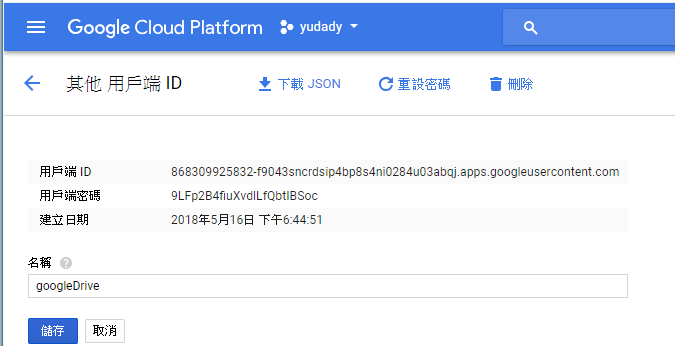 Google Cloud Platform yudady
其他 用戶端 ID 下載 JSON 重設密碼 刪除
用戶端 ID 868309925832-f9043sncrdsip4bp8s4ni0284u03abqj.apps.googleusercontent.com
用戶端密碼 9LFp2B4fiuXvdlLfQbtIBSoc
建立日期 2018年5月16日 下午6:44:51
名稱 ?
googleDrive
儲存 取消